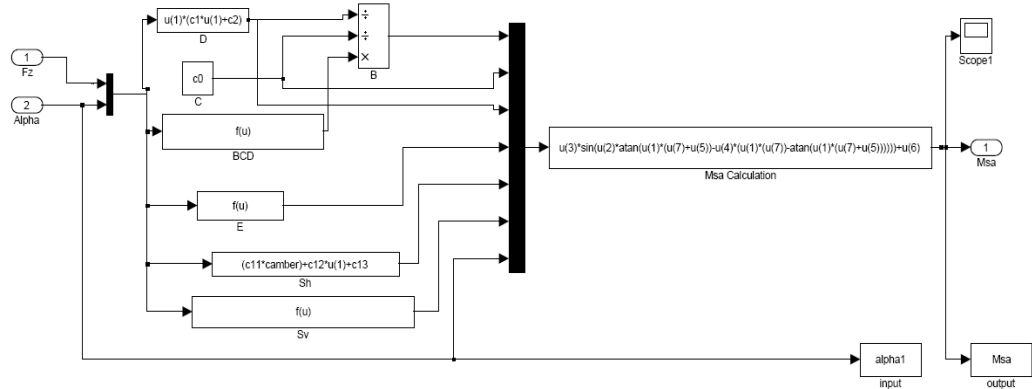 u(1)*(c1*u(1)+c2)
D
÷
÷
×
B
1
Fz
c0
C
Scope1
2
Alpha
f(u)
BCD
u(3)*sin(u(2)*atan(u(1)*(u(7)+u(5))-u(4)*(u(1)*(u(7))-atan(u(1)*(u(7)+u(5))))))+u(6)
Msa Calculation
1
Msa
f(u)
E
(c11*camber)+c12*u(1)+c13
Sh
f(u)
Sv
alpha1
input
Msa
output